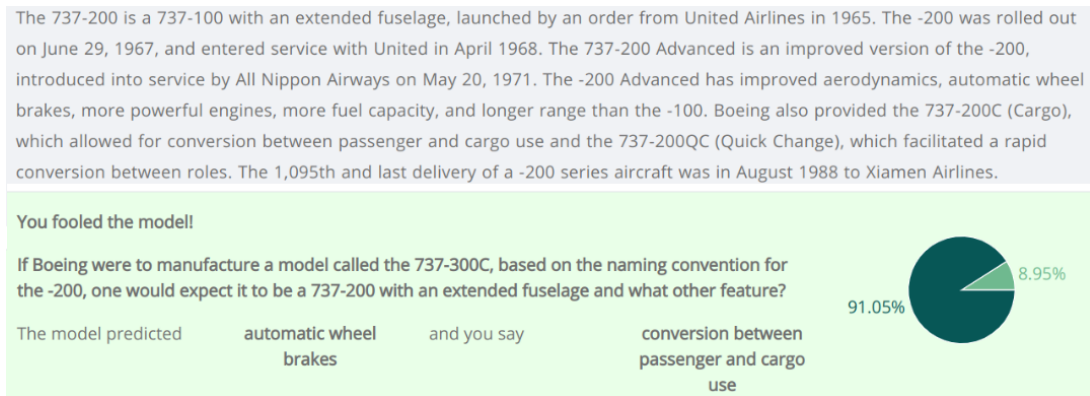 The 737-200 is a 737-100 with an extended fuselage, launched by an order from United Airlines in 1965. The -200 was rolled out
on June 29, 1967, and entered service with United in April 1968. The 737-200 Advanced is an improved version of the -200,
introduced into service by All Nippon Airways on May 20, 1971. The -200 Advanced has improved aerodynamics, automatic wheel
brakes, more powerful engines, more fuel capacity, and longer range than the -100. Boeing also provided the 737-200C (Cargo),
which allowed for conversion between passenger and cargo use and the 737-200QC (Quick Change), which facilitated a rapid
conversion between roles. The 1,095th and last delivery of a -200 series aircraft was in August 1988 to Xiamen Airlines.
You fooled the model!
If Boeing were to manufacture a model called the 737-300C, based on the naming convention for
the -200, one would expect it to be a 737-200 with an extended fuselage and what other feature?
8.95%
91.05%
The model predicted automatic wheel and you say conversion between
brakes passenger and cargo
use